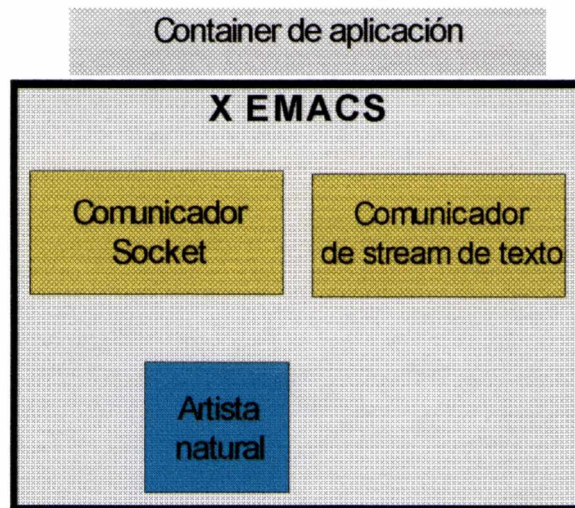 Container de aplicación
X EMACS
Comunicador
Socket
Comunicador
de stream de texto
Artista
natural